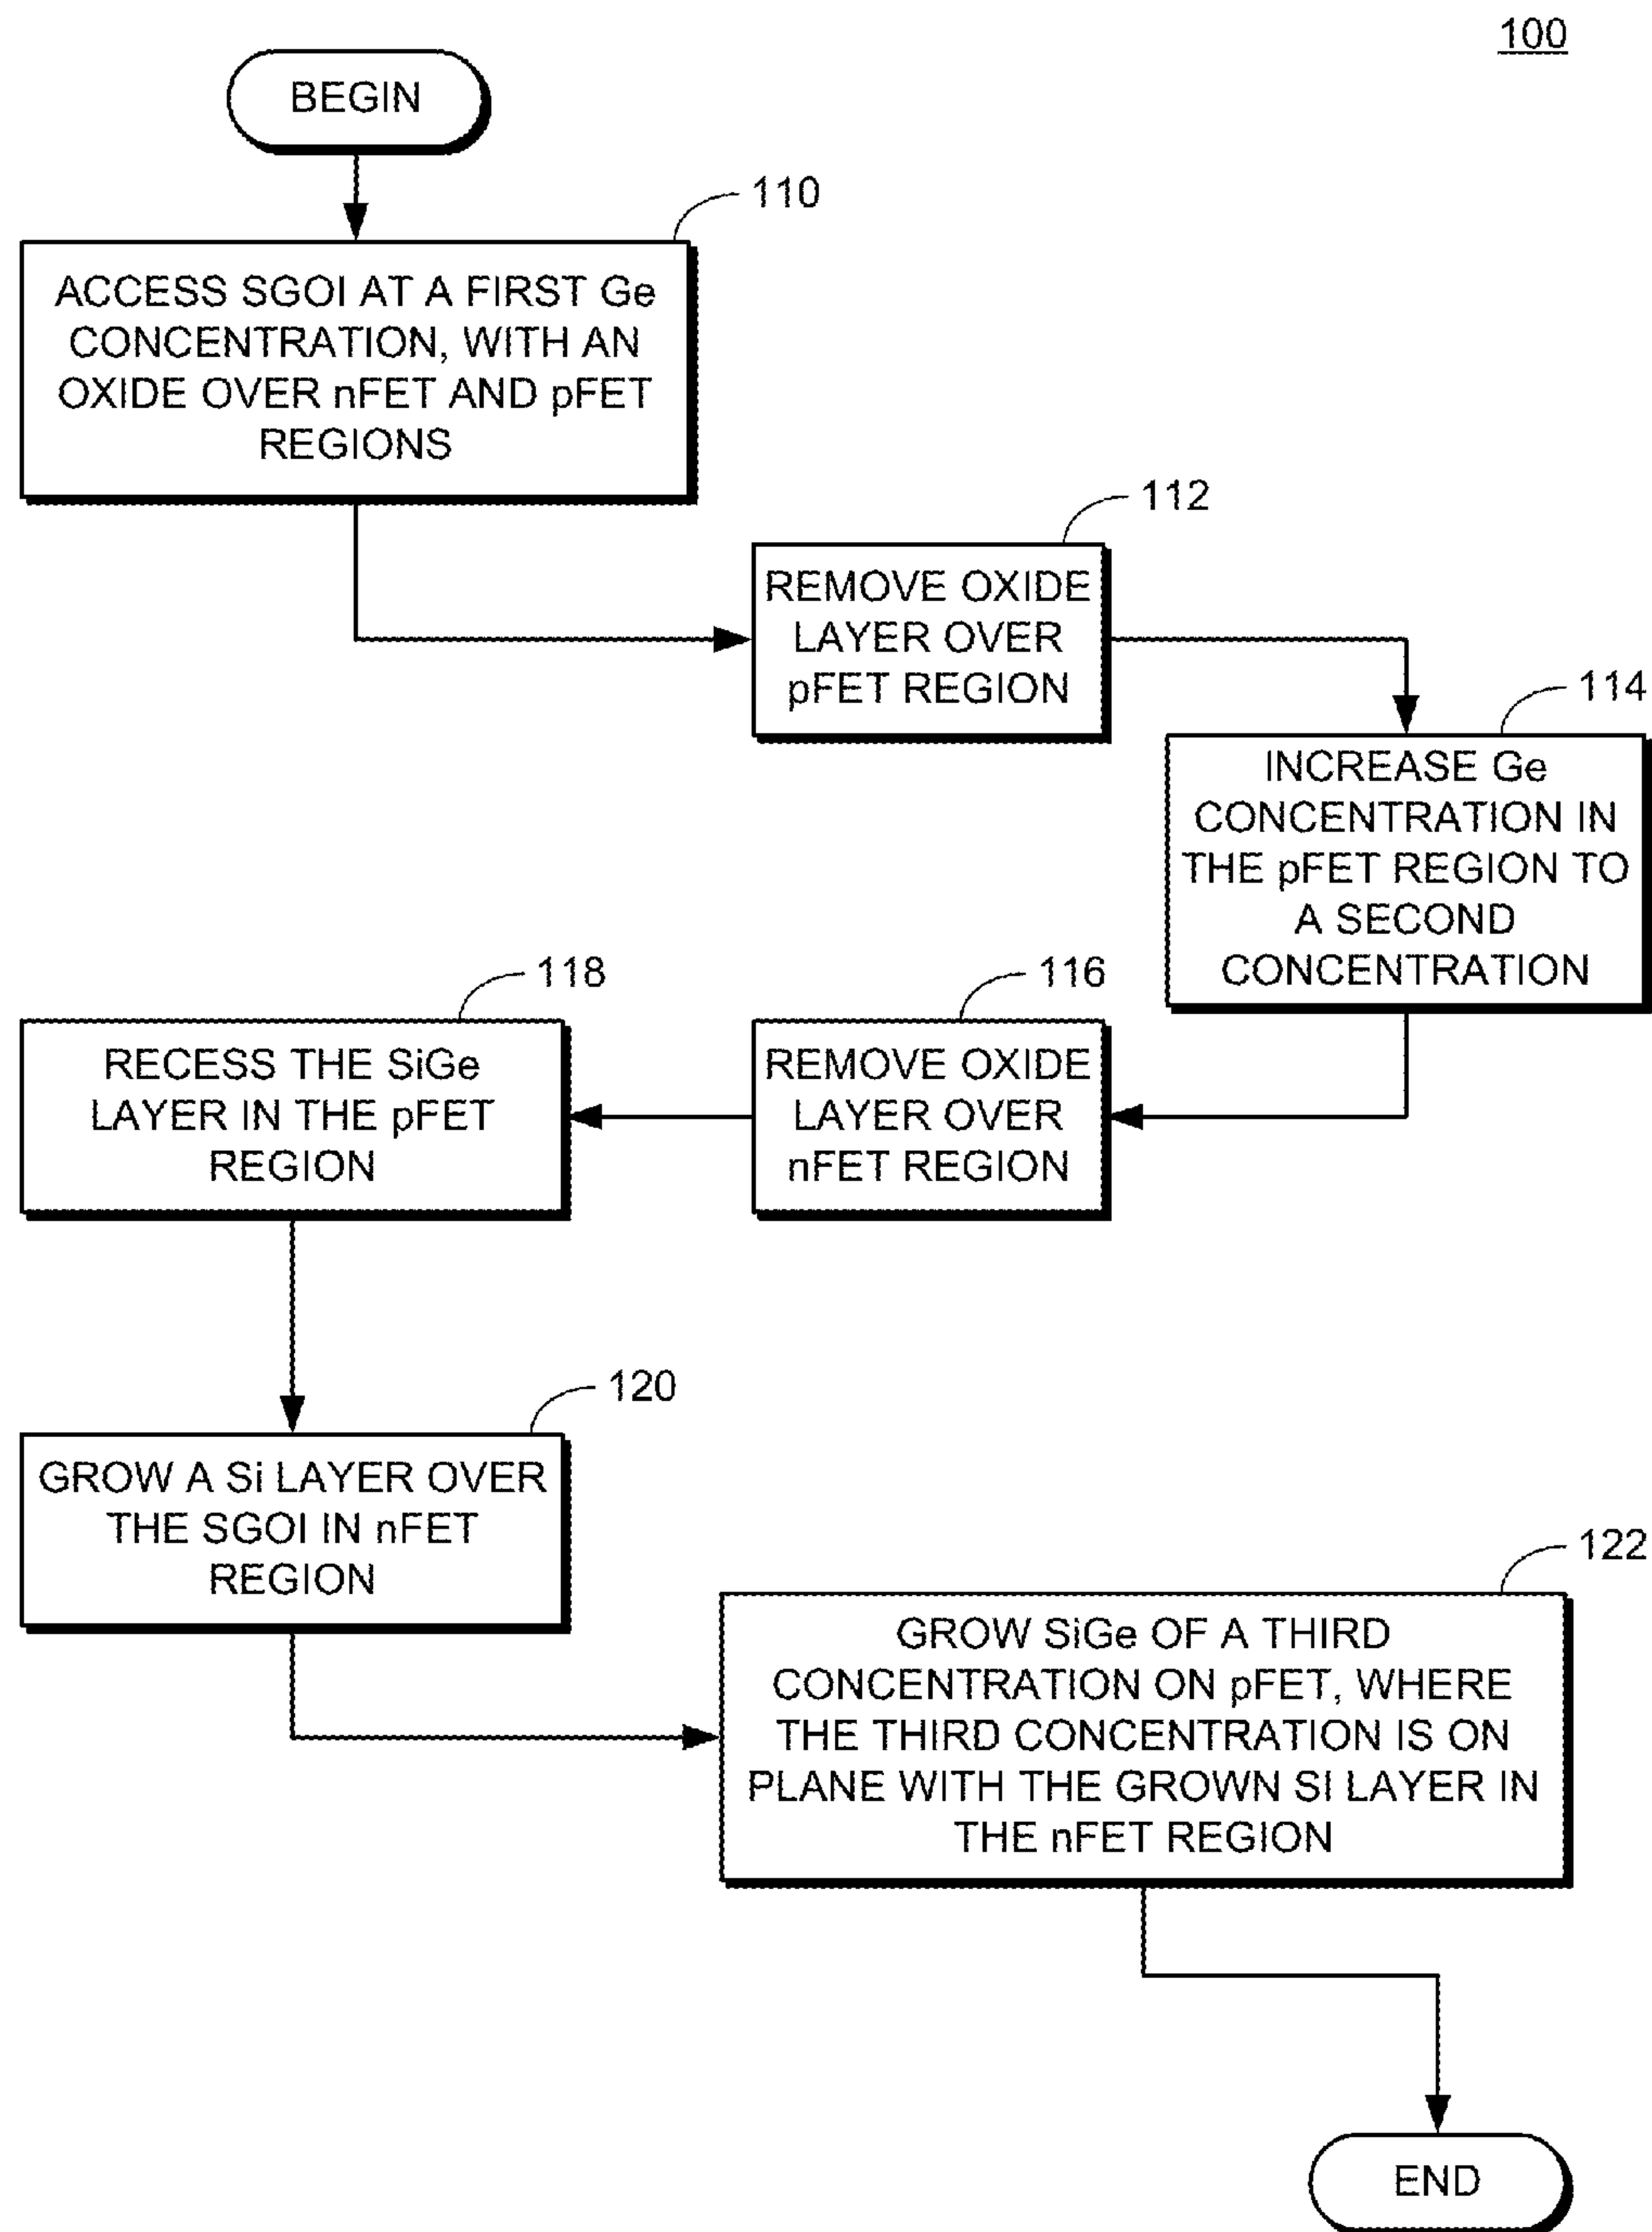 100
BEGIN
110
ACCESS SGOI AT A FIRST Ge
CONCENTRATION, WITH AN
OXIDE OVER nFET AND pFET
REGIONS
112
REMOVE OXIDE
LAYER OVER
pFET REGION
114
INCREASE Ge
CONCENTRATION IN
THE pFET REGION TO
A SECOND
CONCENTRATION
116
REMOVE OXIDE
LAYER OVER
nFET REGION
118
RECESS THE SiGe
LAYER IN THE pFET
REGION
120
GROW A Si LAYER OVER
THE SGOI IN nFET
REGION
122
GROW SiGe OF A THIRD
CONCENTRATION ON pFET, WHERE
THE THIRD CONCENTRATION IS ON
PLANE WITH THE GROWN SI LAYER IN
THE nFET REGION
END